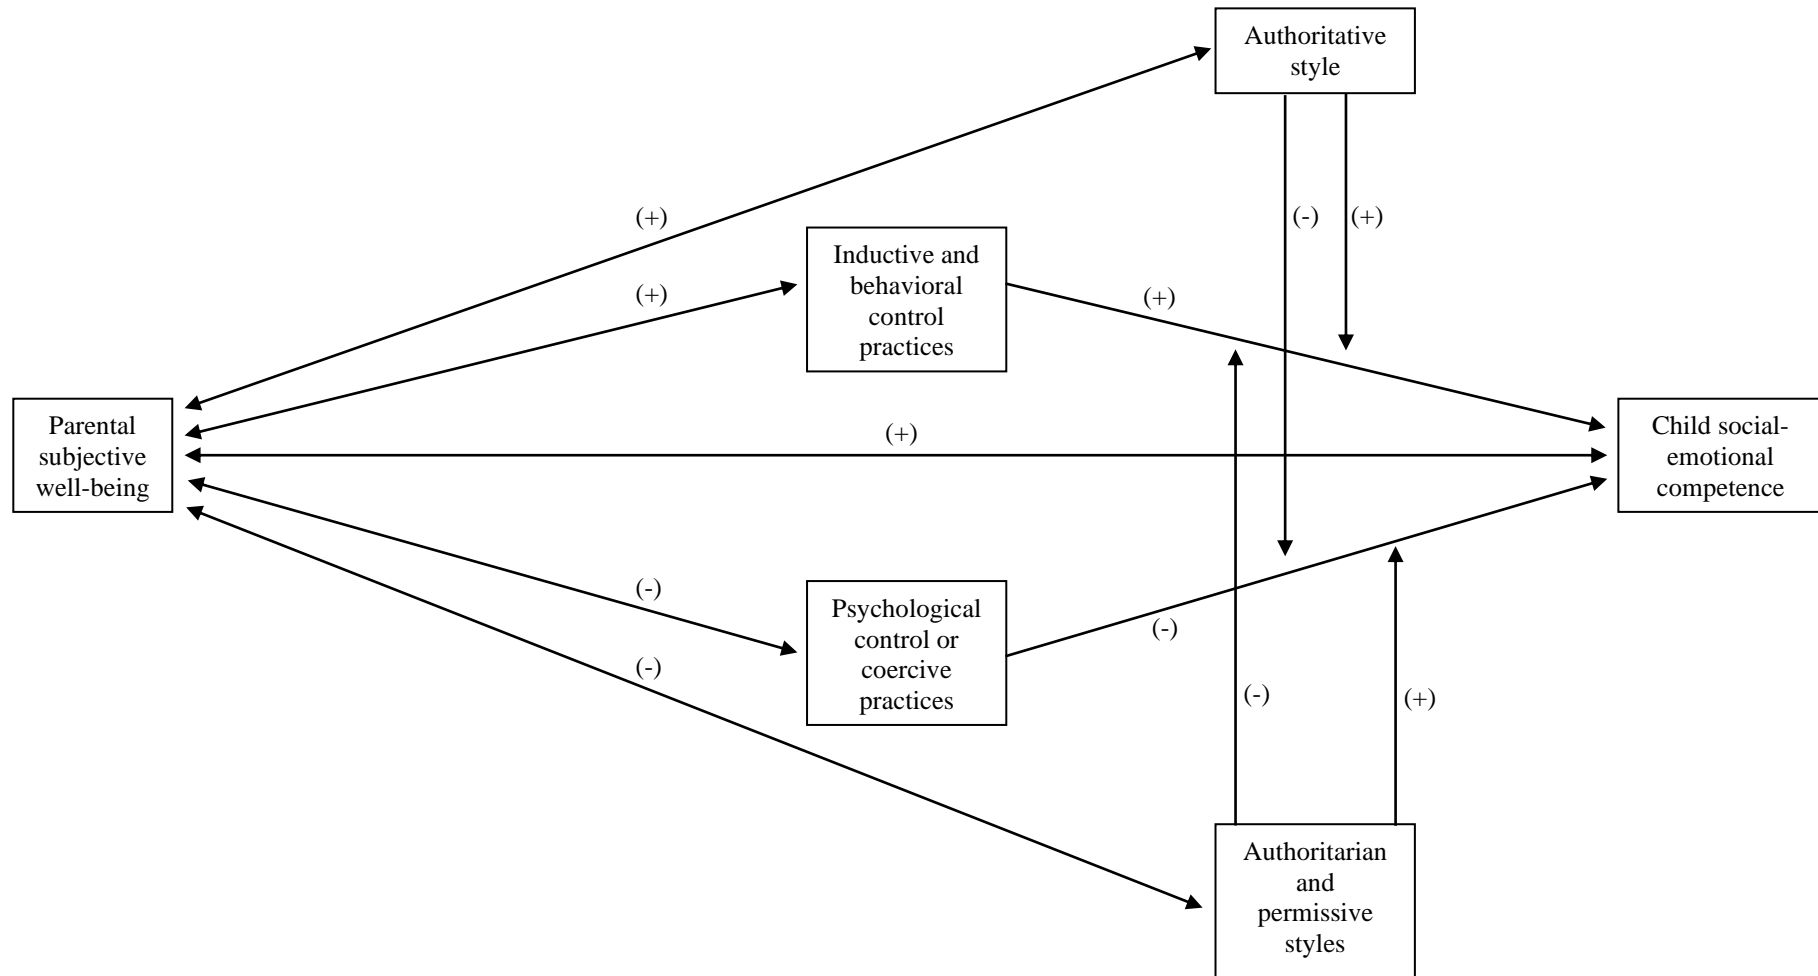 Authoritative
style
(+)
(-)
(+)
Inductive and
behavioral
control
practices
(+)
(+)
Parental
subjective
well-being
(+)
Child social-
emotional
competence
(-)
Psychological
control or
coercive
practices
(-)
(-)
(-)
(+)
Authoritarian
and
permissive
styles